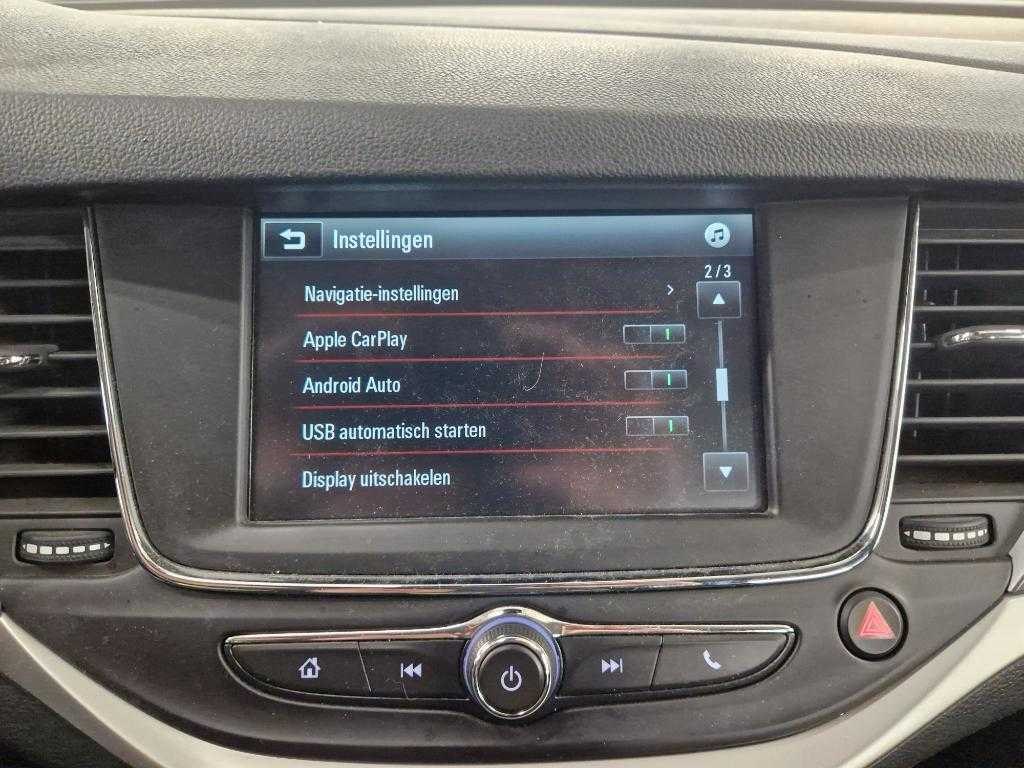 Instellingen
2/3
Navigatie-instellingen
Apple CarPlay
Android Auto
USB automatisch starten
Display uitschakelen